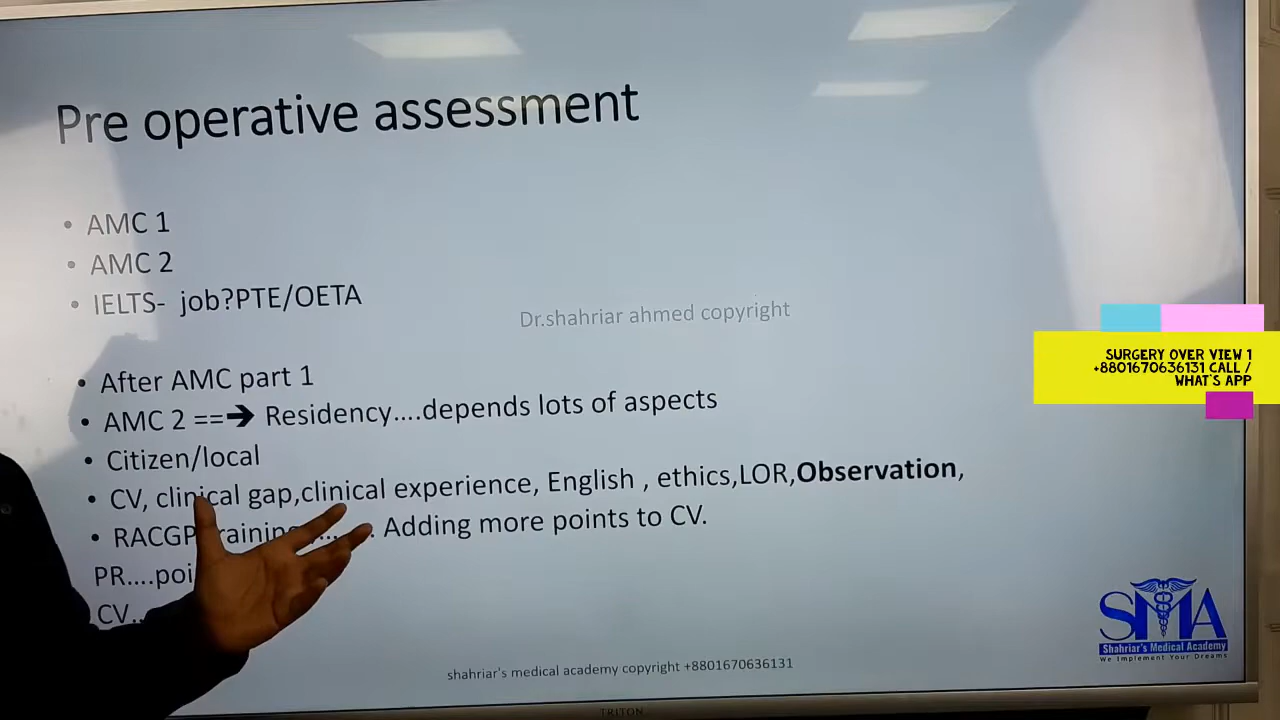 Pre operative assessment
• AMC 1
• AMC 2
• IELTS- job?PTE/OETA
Dr.shahriar ahmed copyright
• After AMC part 1
• AMC 2 ==➔ Residency....depends lots of aspects
• Citizen/local
• CV, clinical gap,clinical experience, English , ethics,LOR,Observation,
• RACGP Adding more points to CV.
PR....poi
CV..
SURGERY OVER VIEW 1
+8801670636131 CALL /
WHAT'S APP
SMA
Shahriar's Medical Academy
We Implement Your Dreams
shahriar's medical academy copyright +8801670636131
TRITON